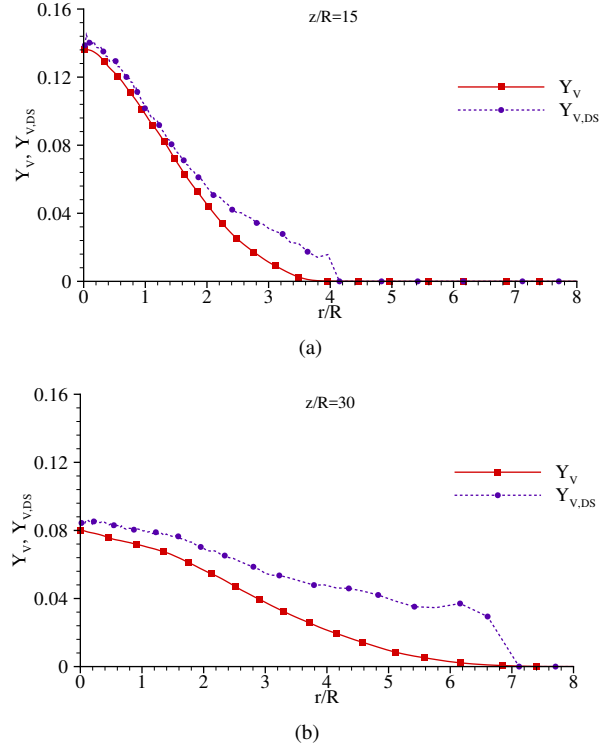 z/R=15
0.16
0.12
0.08
0.04
0
Y_V, Y_V,DS
Y_V
Y_V,DS
0 1 2 3 4 5 6 7 8
r/R
(a)
z/R=30
0.16
0.12
0.08
0.04
0
Y_V, Y_V,DS
Y_V
Y_V,DS
0 1 2 3 4 5 6 7 8
r/R
(b)